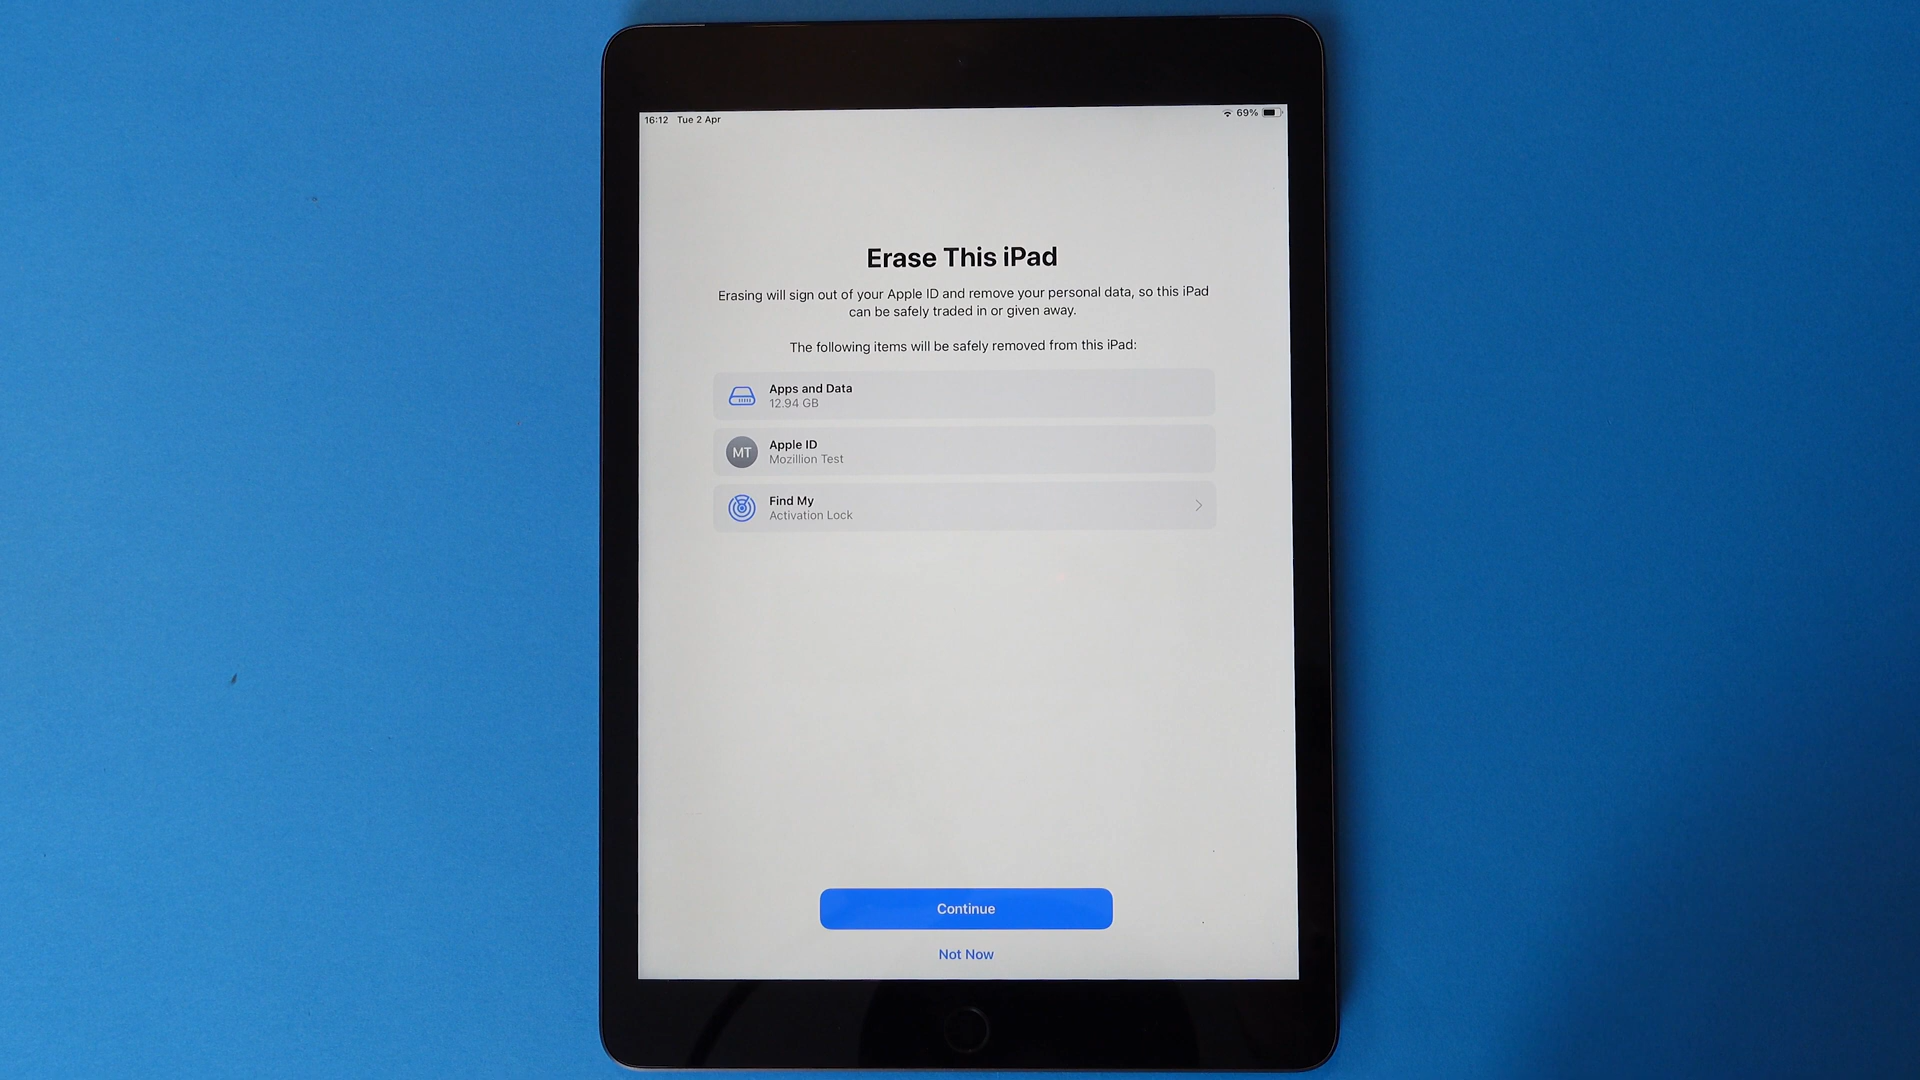 16:12 Tue 2 Apr
69%
Erase This iPad
Erasing will sign out of your Apple ID and remove your personal data, so this iPad
can be safely traded in or given away.
The following items will be safely removed from this iPad:
Apps and Data
12.94 GB
MT
Apple ID
Mozillion Test
Find My
Activation Lock
Continue
Not Now